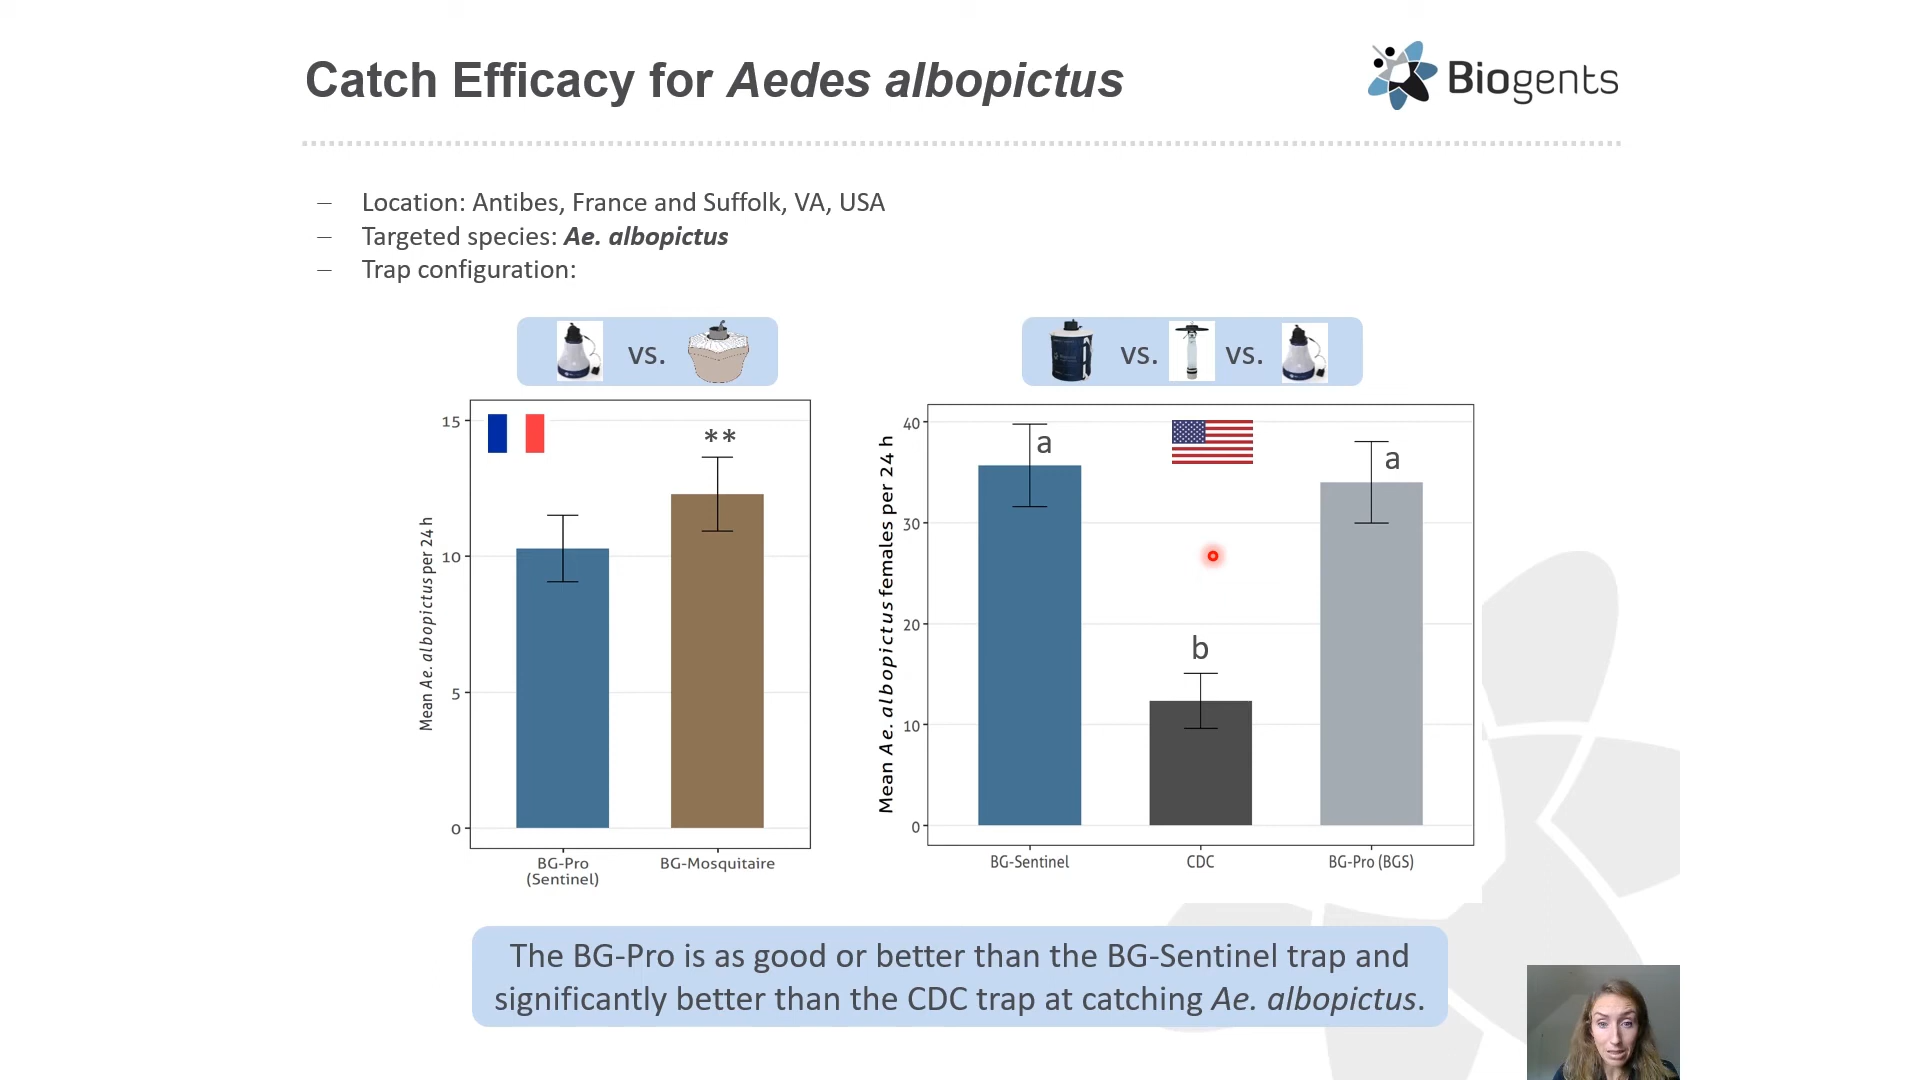 Catch Efficacy for Aedes albopictus
Biogents
– Location: Antibes, France and Suffolk, VA, USA
– Targeted species: Ae. albopictus
– Trap configuration:
vs.
vs. vs.
Mean Ae. albopictus per 24 h
15
10
5
0
**
BG-Pro
(Sentinel)
BG-Mosquitaire
Mean Ae. albopictus females per 24 h
40
30
20
10
0
a
b
a
BG-Sentinel
CDC
BG-Pro (BGS)
The BG-Pro is as good or better than the BG-Sentinel trap and
significantly better than the CDC trap at catching Ae. albopictus.